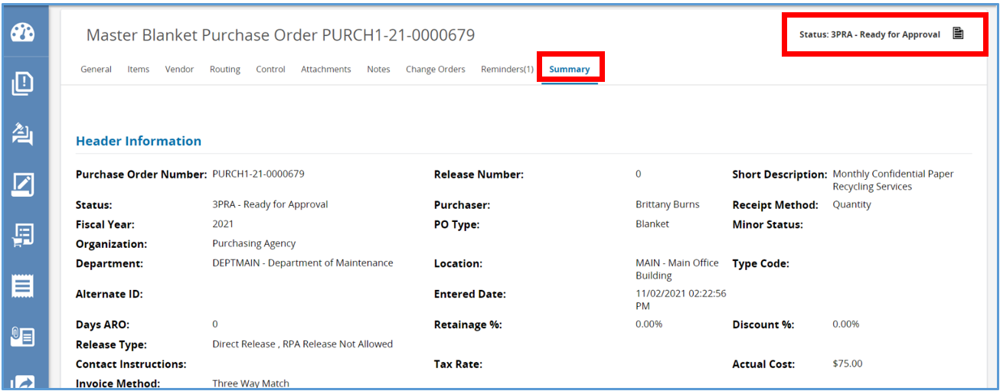 Master Blanket Purchase Order PURCH1-21-0000679
Status: 3PRA - Ready for Approval
General Items Vendor Routing Control Attachments Notes Change Orders Reminders(1) Summary
Header Information
Purchase Order Number: PURCH1-21-0000679 Release Number: 0 Short Description: Monthly Confidential Paper
Recycling Services
Status: 3PRA - Ready for Approval Purchaser: Brittany Burns Receipt Method: Quantity
Fiscal Year: 2021 PO Type: Blanket Minor Status:
Organization: Purchasing Agency
Department: DEPTMAIN - Department of Maintenance Location: MAIN - Main Office Type Code:
Building
Alternate ID: Entered Date: 11/02/2021 02:22:56
PM
Days ARO: 0 Retainage %: 0.00% Discount %: 0.00%
Release Type: Direct Release , RPA Release Not Allowed
Contact Instructions: Tax Rate: Actual Cost: $75.00
Invoice Method: Three Way Match